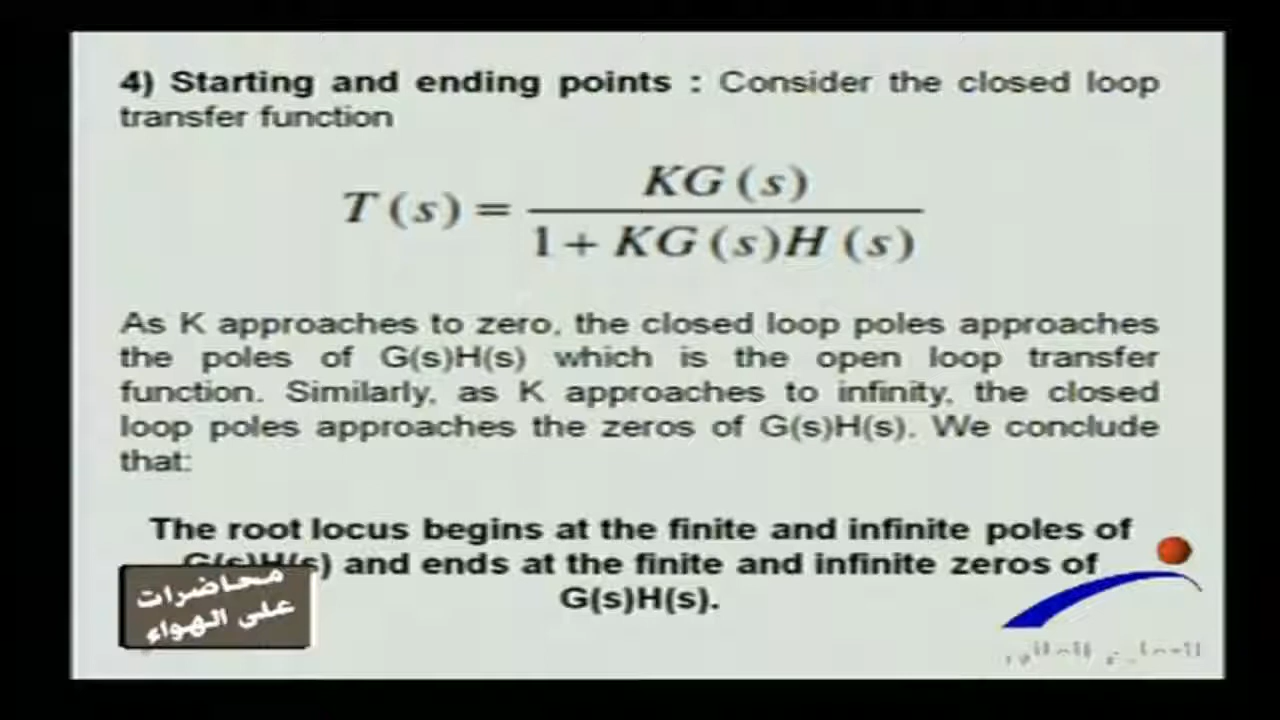 4) Starting and ending points : Consider the closed loop
transfer function
T(s) = KG(s) / 1 + KG(s)H(s)
As K approaches to zero, the closed loop poles approaches
the poles of G(s)H(s) which is the open loop transfer
function. Similarly, as K approaches to infinity, the closed
loop poles approaches the zeros of G(s)H(s). We conclude
that:
The root locus begins at the finite and infinite poles of
G(s)H(s) and ends at the finite and infinite zeros of
G(s)H(s).
محاضرات
على الهواء